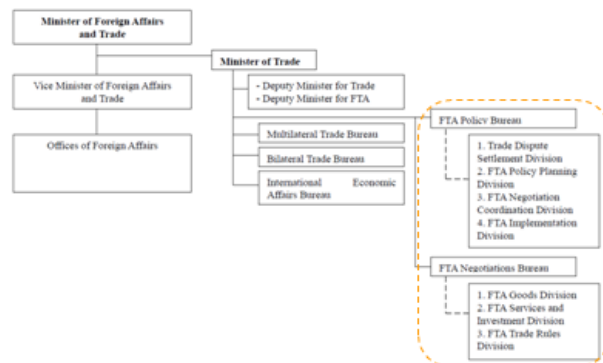 Minister of Foreign Affairs
and Trade
Minister of Trade
Vice Minister of Foreign Affairs
and Trade
- Deputy Minister for Trade
- Deputy Minister for FTA
FTA Policy Bureau
Multilateral Trade Bureau
Offices of Foreign Affairs
Bilateral Trade Bureau
International Economic
Affairs Bureau
1. Trade Dispute
Settlement Division
2. FTA Policy Planning
Division
3. FTA Negotiation
Coordination Division
4. FTA Implementation
Division
FTA Negotiations Bureau
1. FTA Goods Division
2. FTA Services and
Investment Division
3. FTA Trade Rules
Division